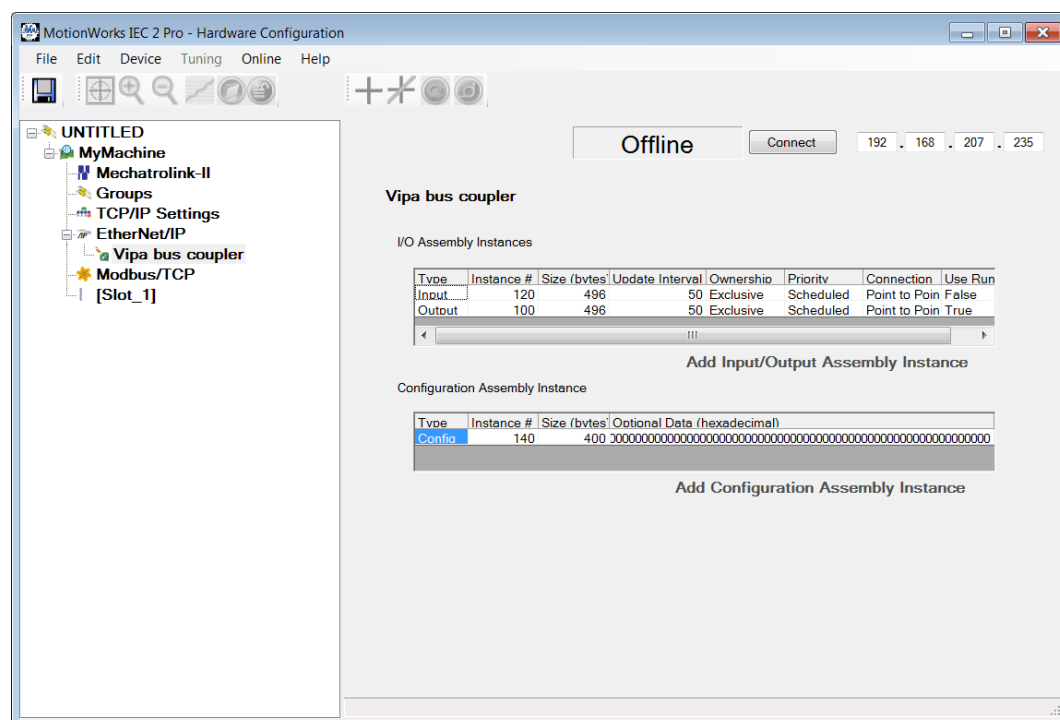 MotionWorks IEC 2 Pro - Hardware Configuration
File Edit Device Tuning Online Help
UNTITLED
MyMachine
Mechatrolink-II
Groups
TCP/IP Settings
EtherNet/IP
Vipa bus coupler
Modbus/TCP
[Slot_1]
Offline Connect 192 . 168 . 207 . 235
Vipa bus coupler
I/O Assembly Instances
Type Instance # Size (bytes) Update Interval Ownership Priority Connection Use Run
Input 120 496 50 Exclusive Scheduled Point to Poin False
Output 100 496 50 Exclusive Scheduled Point to Poin True
Add Input/Output Assembly Instance
Configuration Assembly Instance
Type Instance # Size (bytes) Optional Data (hexadecimal)
Config 140 400
Add Configuration Assembly Instance